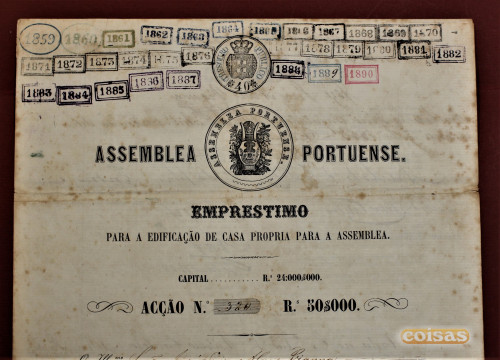 1859 1860 1861 1862 1863 1864 1865 1866 1867 1868 1869 1870
1871 1872 1873 1874 1875 1876 1878 1879 1880 1881 1882
1883 1884 1885 1886 1887 1888 1889 1890
ASSEMBLEA PORTUENSE.
ASSEMBLEA PORTUENSE.
EMPRESTIMO
PARA A EDIFICAÇÃO DE CASA PROPRIA PARA A ASSEMBLEA.
CAPITAL . . . . . . . . . . . R.ˢ 24:000$000.
ACÇÃO N.º 320 R.ˢ 50$000.
coisas